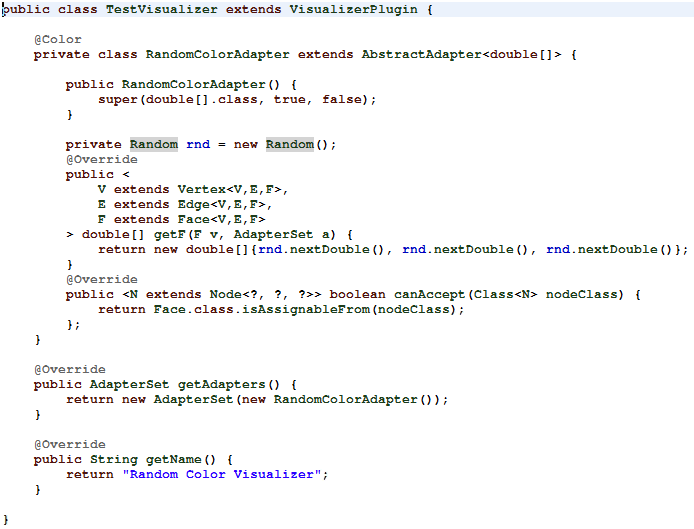 public class TestVisualizer extends VisualizerPlugin {
@Color
private class RandomColorAdapter extends AbstractAdapter<double[]> {
public RandomColorAdapter() {
super(double[].class, true, false);
}
private Random rnd = new Random();
@Override
public <
V extends Vertex<V,E,F>,
E extends Edge<V,E,F>,
F extends Face<V,E,F>
> double[] getF(F v, AdapterSet a) {
return new double[]{rnd.nextDouble(), rnd.nextDouble(), rnd.nextDouble()};
}
@Override
public <N extends Node<?, ?, ?>> boolean canAccept(Class<N> nodeClass) {
return Face.class.isAssignableFrom(nodeClass);
};
}
@Override
public AdapterSet getAdapters() {
return new AdapterSet(new RandomColorAdapter());
}
@Override
public String getName() {
return "Random Color Visualizer";
}
}